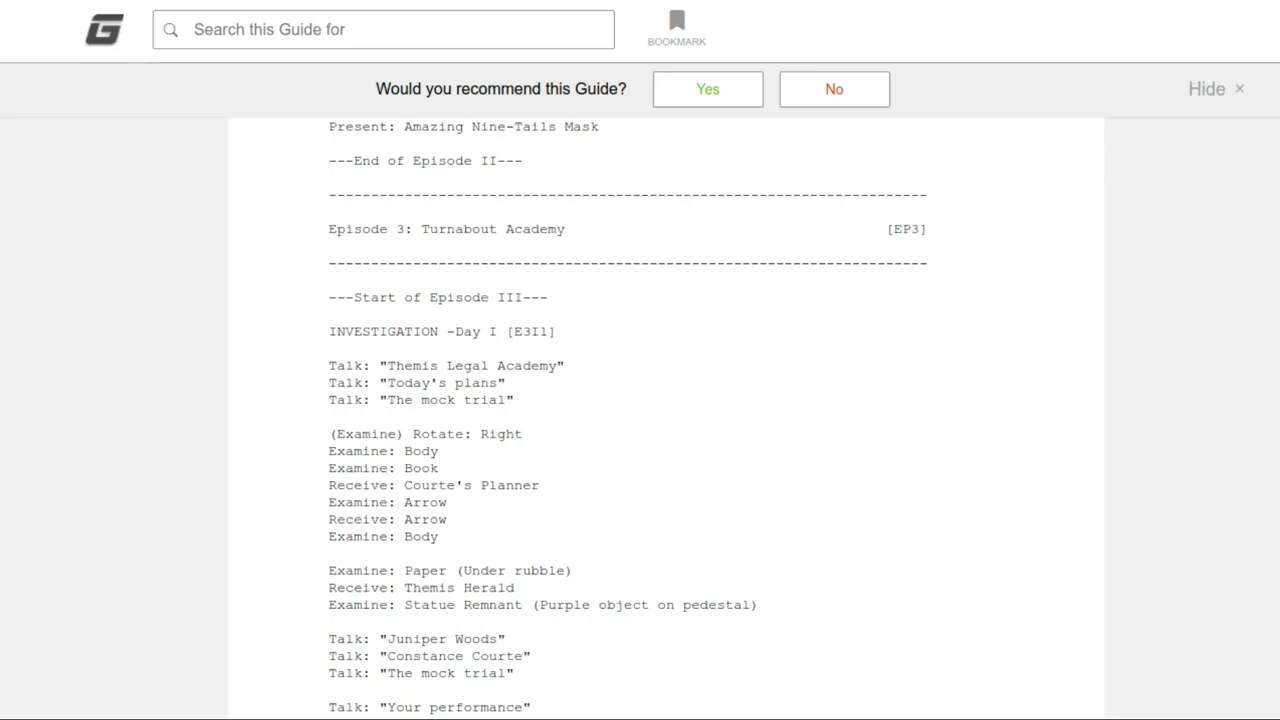 G
Search this Guide for
BOOKMARK
Would you recommend this Guide?
Yes
No
Hide ×
Present: Amazing Nine-Tails Mask
---End of Episode II---
-----------------------------------------------------------------------
Episode 3: Turnabout Academy [EP3]
-----------------------------------------------------------------------
---Start of Episode III---
INVESTIGATION -Day I [E3I1]
Talk: "Themis Legal Academy"
Talk: "Today's plans"
Talk: "The mock trial"
(Examine) Rotate: Right
Examine: Body
Examine: Book
Receive: Courte's Planner
Examine: Arrow
Receive: Arrow
Examine: Body
Examine: Paper (Under rubble)
Receive: Themis Herald
Examine: Statue Remnant (Purple object on pedestal)
Talk: "Juniper Woods"
Talk: "Constance Courte"
Talk: "The mock trial"
Talk: "Your performance"